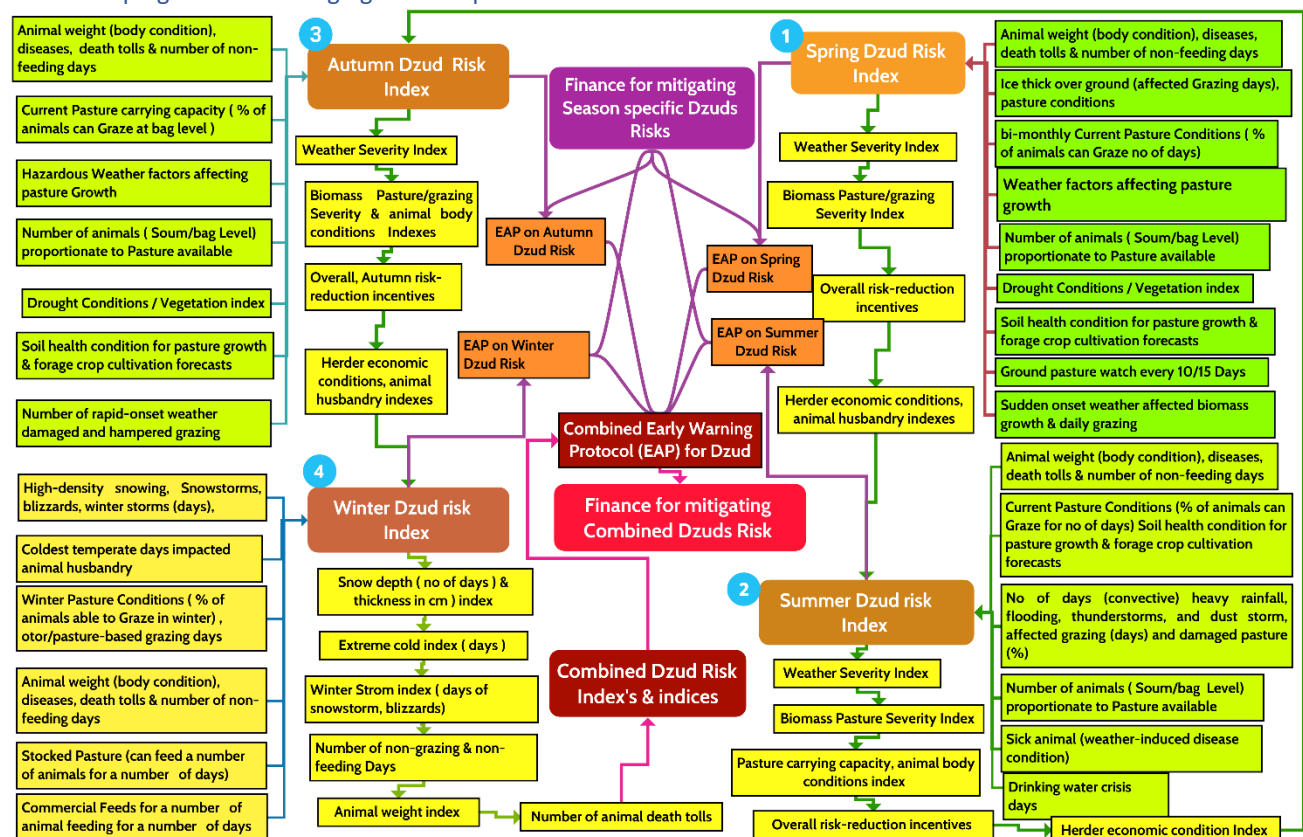 3
Animal weight (body condition),
diseases, death tolls & number of non-
feeding days
Current Pasture carrying capacity ( % of
animals can Graze at bag level )
Hazardous Weather factors affecting
pasture Growth
Number of animals ( Soum/bag Level)
proportionate to Pasture available
Drought Conditions / Vegetation index
Soil health condition for pasture growth
& forage crop cultivation forecasts
Number of rapid-onset weather
damaged and hampered grazing
Autumn Dzud Risk
Index
Weather Severity Index
Biomass Pasture/grazing
Severity & animal body
conditions Indexes
Overall, Autumn risk-
reduction incentives
Herder economic
conditions, animal
husbandry indexes
Finance for mitigating
Season specific Dzuds
Risks
EAP on Autumn
Dzud Risk
EAP on Spring
Dzud Risk
EAP on Winter
Dzud Risk
EAP on Summer
Dzud Risk
Combined Early Warning
Protocol (EAP) for Dzud
Finance for mitigating
Combined Dzuds Risk
Combined Dzud Risk
Index's & indices
1
Spring Dzud Risk
Index
Weather Severity Index
Biomass Pasture/grazing
Severity Index
Overall risk-reduction
incentives
Herder economic conditions,
animal husbandry indexes
Animal weight (body condition), diseases,
death tolls & number of non-feeding days
Ice thick over ground (affected Grazing days),
pasture conditions
bi-monthly Current Pasture Conditions ( %
of animals can Graze no of days)
Weather factors affecting pasture
growth
Number of animals ( Soum/bag Level)
proportionate to Pasture available
Drought Conditions / Vegetation index
Soil health condition for pasture growth &
forage crop cultivation forecasts
Ground pasture watch every 10/15 Days
Sudden onset weather affected biomass
growth & daily grazing
4
High-density snowing, Snowstorms,
blizzards, winter storms (days),
Coldest temperate days impacted
animal husbandry
Winter Pasture Conditions ( % of
animals able to Graze in winter) ,
otor/pasture-based grazing days
Animal weight (body condition),
diseases, death tolls & number of non-
feeding days
Stocked Pasture (can feed a number
of animals for a number of days)
Commercial Feeds for a number of
animal feeding for a number of days
Winter Dzud risk
Index
Snow depth ( no of days ) &
thickness in cm ) index
Extreme cold index ( days )
Winter Strom index ( days of
snowstorm, blizzards)
Number of non-grazing & non-
feeding Days
Animal weight index
Number of animal death tolls
2
Summer Dzud risk
Index
Weather Severity Index
Biomass Pasture Severity Index
Pasture carrying capacity, animal body
conditions index
Overall risk-reduction incentives
Herder economic condition Index
Animal weight (body condition), diseases,
death tolls & number of non-feeding days
Current Pasture Conditions (% of animals can
Graze for no of days) Soil health condition for
pasture growth & forage crop cultivation
forecasts
No of days (convective) heavy rainfall,
flooding, thunderstorms, and dust storm,
affected grazing (days) and damaged pasture
(%)
Number of animals ( Soum/bag Level)
proportionate to Pasture available
Sick animal (weather-induced disease
condition)
Drinking water crisis
days